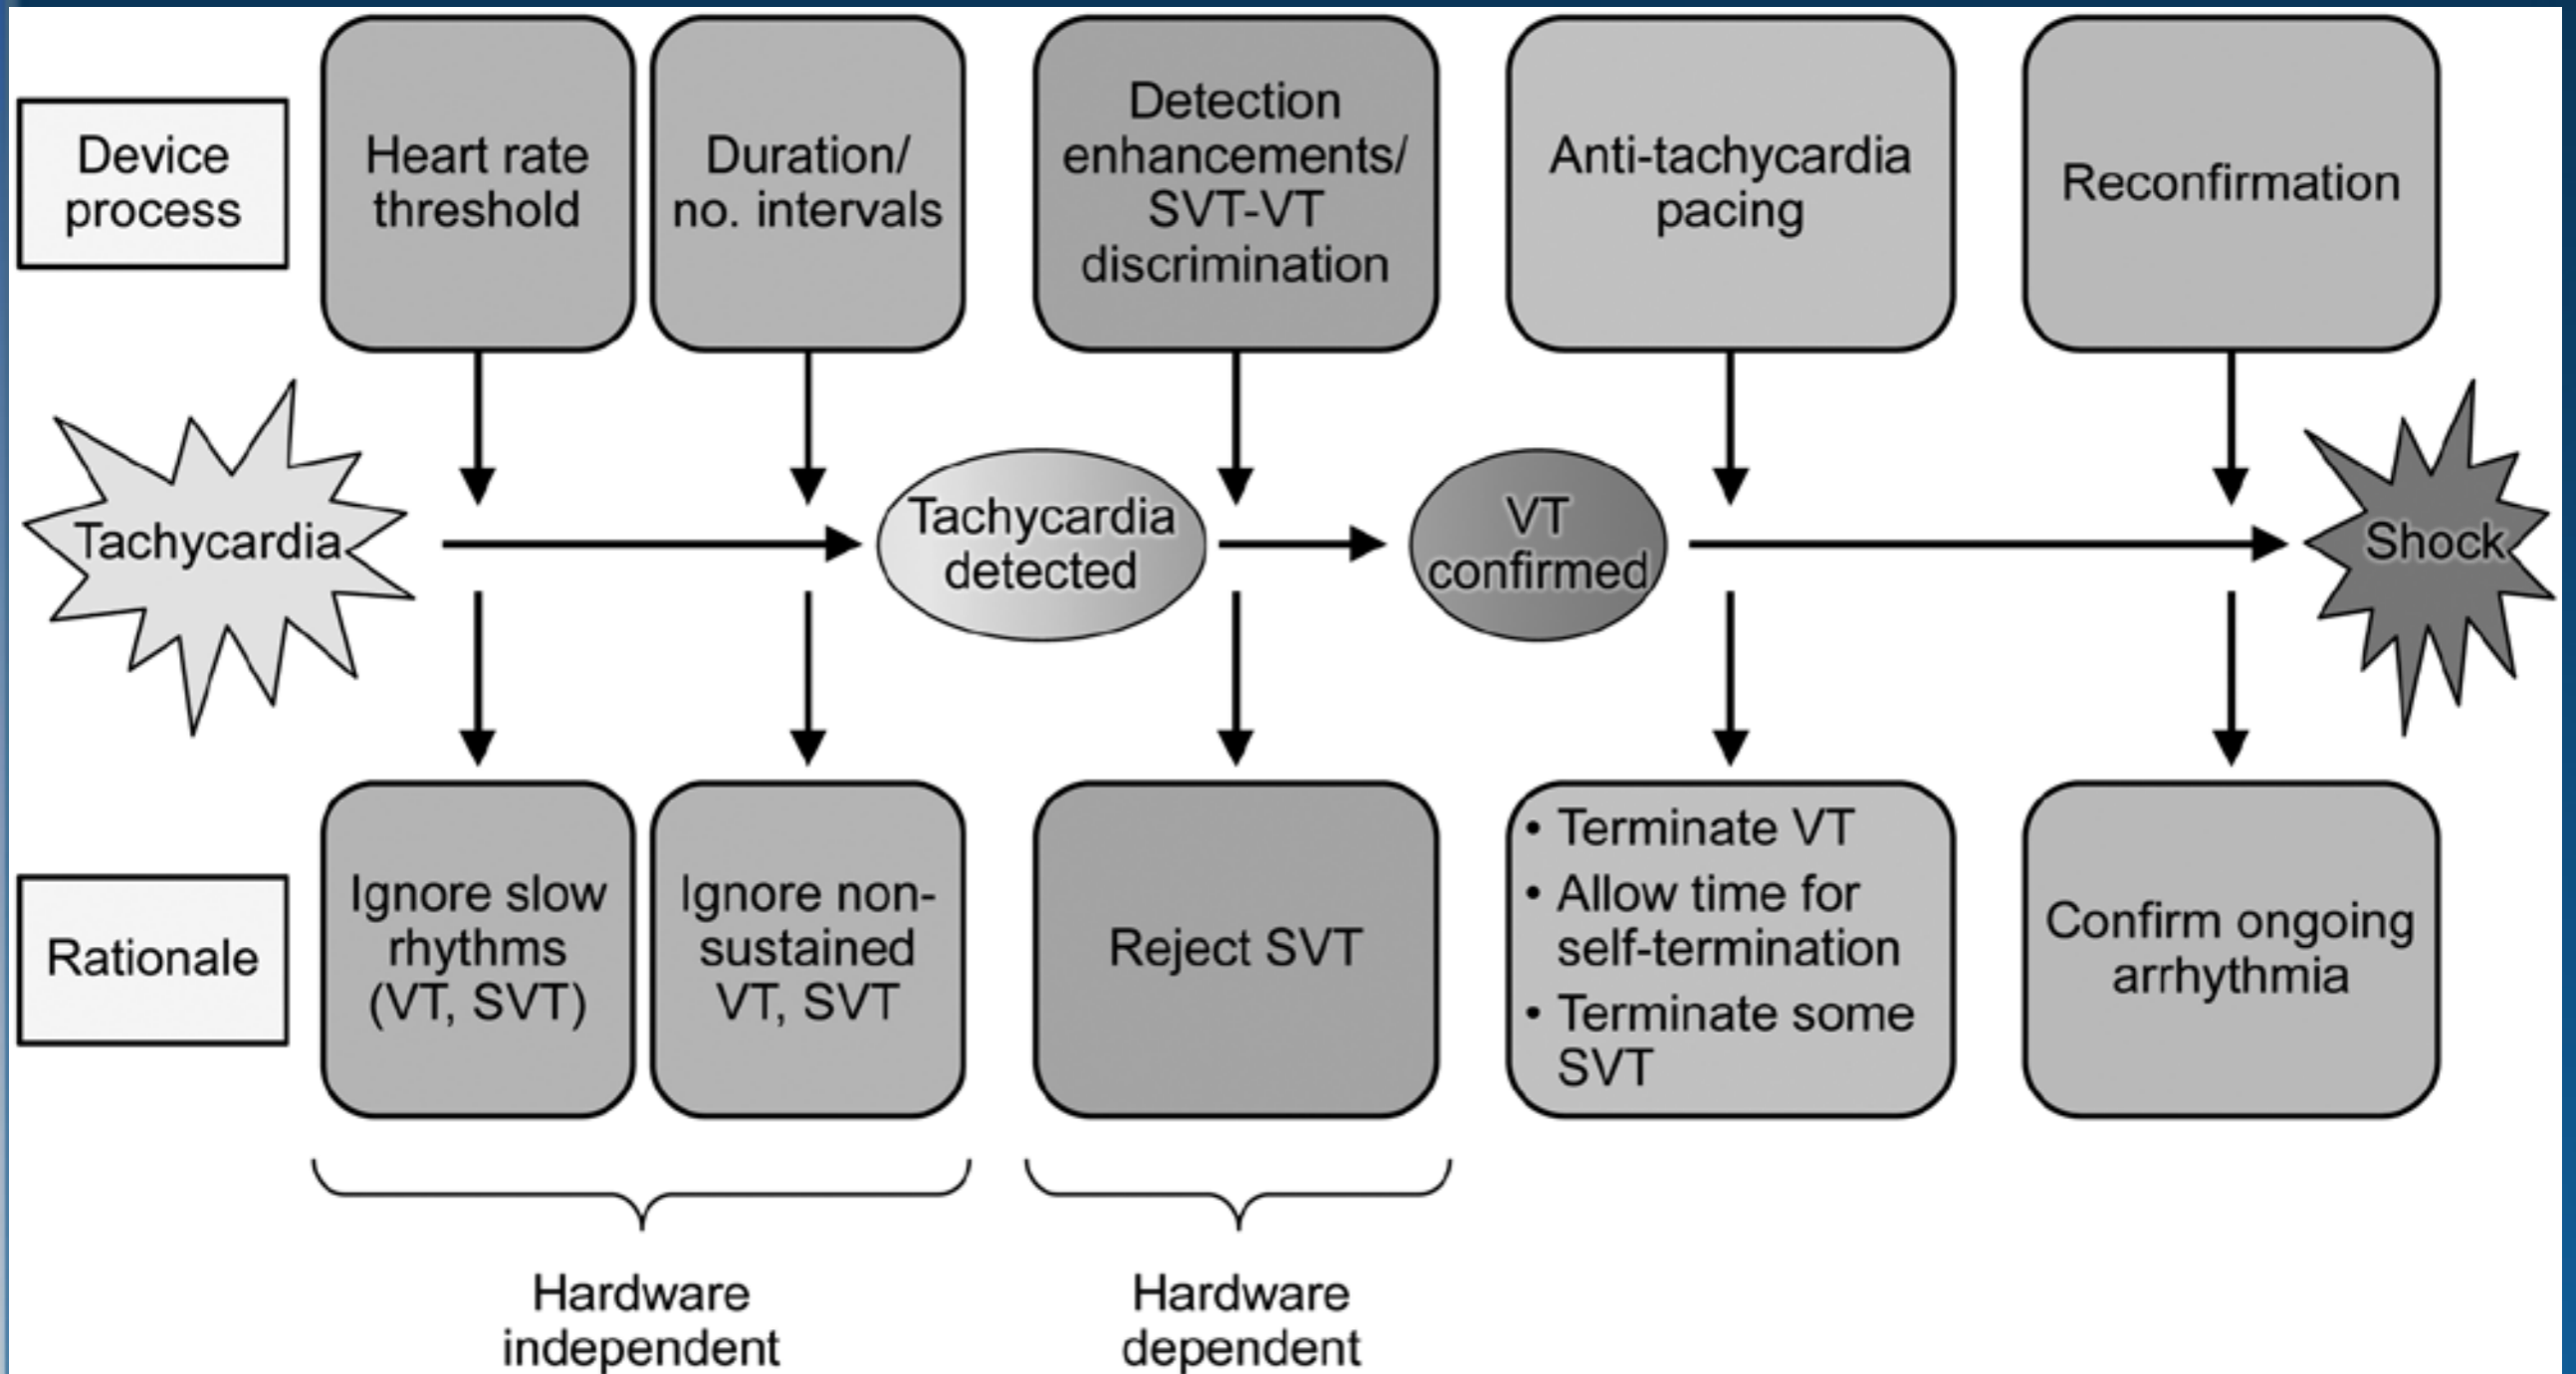 Device
process
Heart rate
threshold
Duration/
no. intervals
Detection
enhancements/
SVT-VT
discrimination
Anti-tachycardia
pacing
Reconfirmation
Tachycardia
Tachycardia
detected
VT
confirmed
Shock
Rationale
Ignore slow
rhythms
(VT, SVT)
Ignore non-
sustained
VT, SVT
Reject SVT
• Terminate VT
• Allow time for
self-termination
• Terminate some
SVT
Confirm ongoing
arrhythmia
Hardware
independent
Hardware
dependent